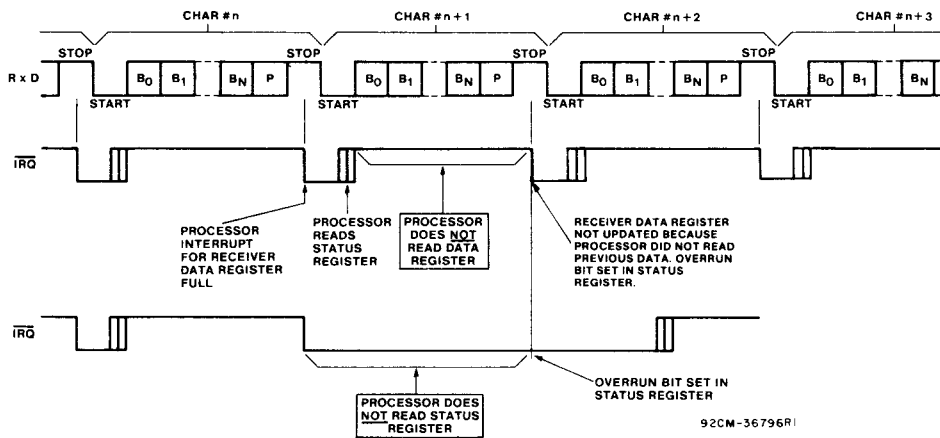 CHAR #n CHAR #n+1 CHAR #n+2 CHAR #n+3
STOP STOP STOP STOP
RxD B0 B1 BN P B0 B1 BN P B0 B1 BN P B0 B1 BN
START START START START
IRQ
PROCESSOR
INTERRUPT
FOR RECEIVER
DATA REGISTER
FULL
PROCESSOR
READS
STATUS
REGISTER
PROCESSOR
DOES NOT
READ DATA
REGISTER
RECEIVER DATA REGISTER
NOT UPDATED BECAUSE
PROCESSOR DID NOT READ
PREVIOUS DATA. OVERRUN
BIT SET IN STATUS
REGISTER.
IRQ
PROCESSOR DOES
NOT READ STATUS
REGISTER
OVERRUN BIT SET IN
STATUS REGISTER
92CM-36796RI